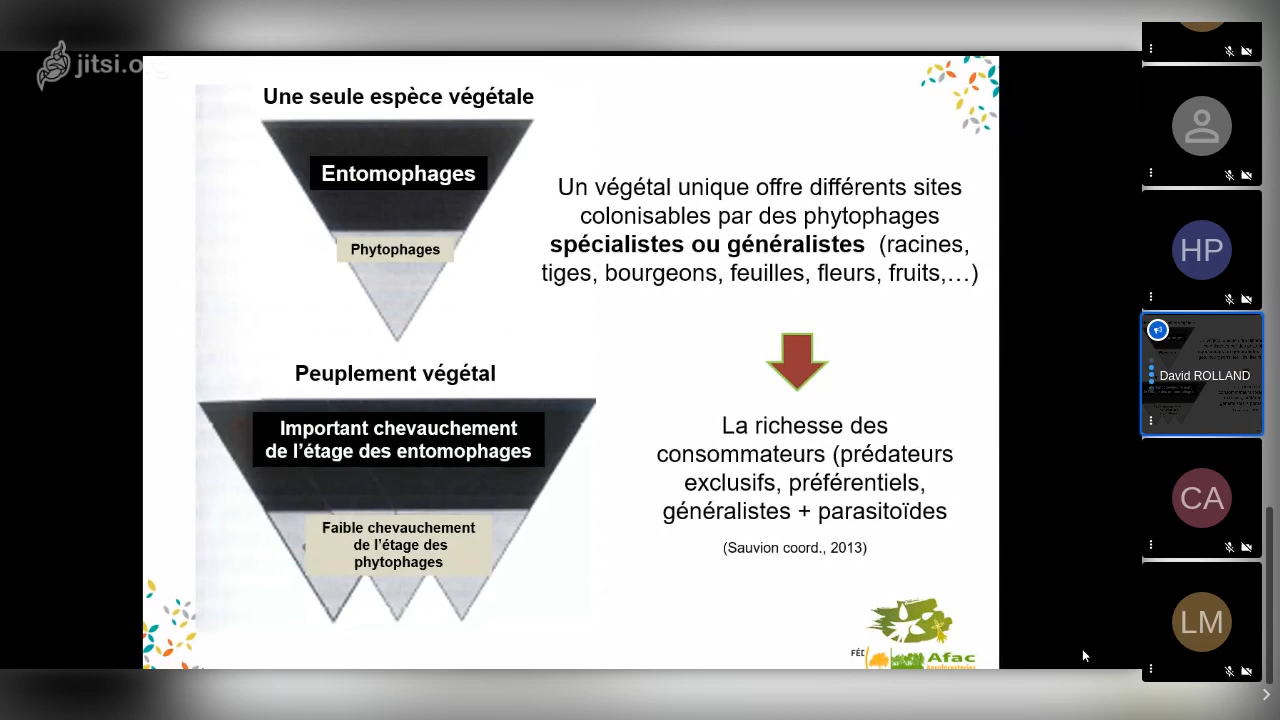 jitsi.o
Une seule espèce végétale
Entomophages
Phytophages
Un végétal unique offre différents sites
colonisables par des phytophages
spécialistes ou généralistes (racines,
tiges, bourgeons, feuilles, fleurs, fruits,…)
Peuplement végétal
Important chevauchement
de l'étage des entomophages
Faible chevauchement
de l'étage des
phytophages
La richesse des
consommateurs (prédateurs
exclusifs, préférentiels,
généralistes + parasitoïdes
(Sauvion coord., 2013)
FÉD
Afac
Agroforesteries
HP
David ROLLAND
CA
LM